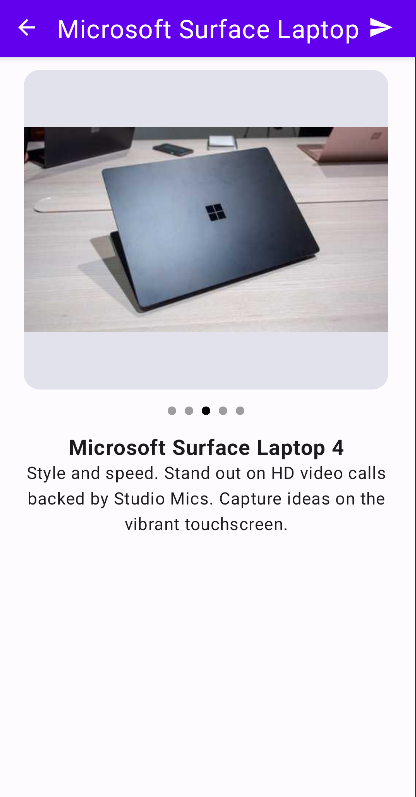 Microsoft Surface Laptop
Microsoft Surface Laptop 4
Style and speed. Stand out on HD video calls
backed by Studio Mics. Capture ideas on the
vibrant touchscreen.